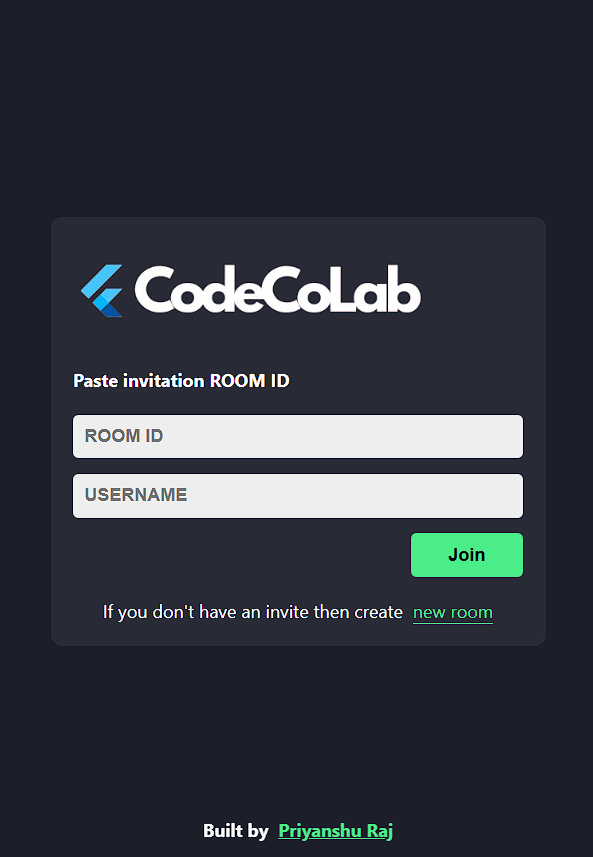 CodeCoLab
Paste invitation ROOM ID
ROOM ID
USERNAME
Join
If you don't have an invite then create new room
Built by Priyanshu Raj